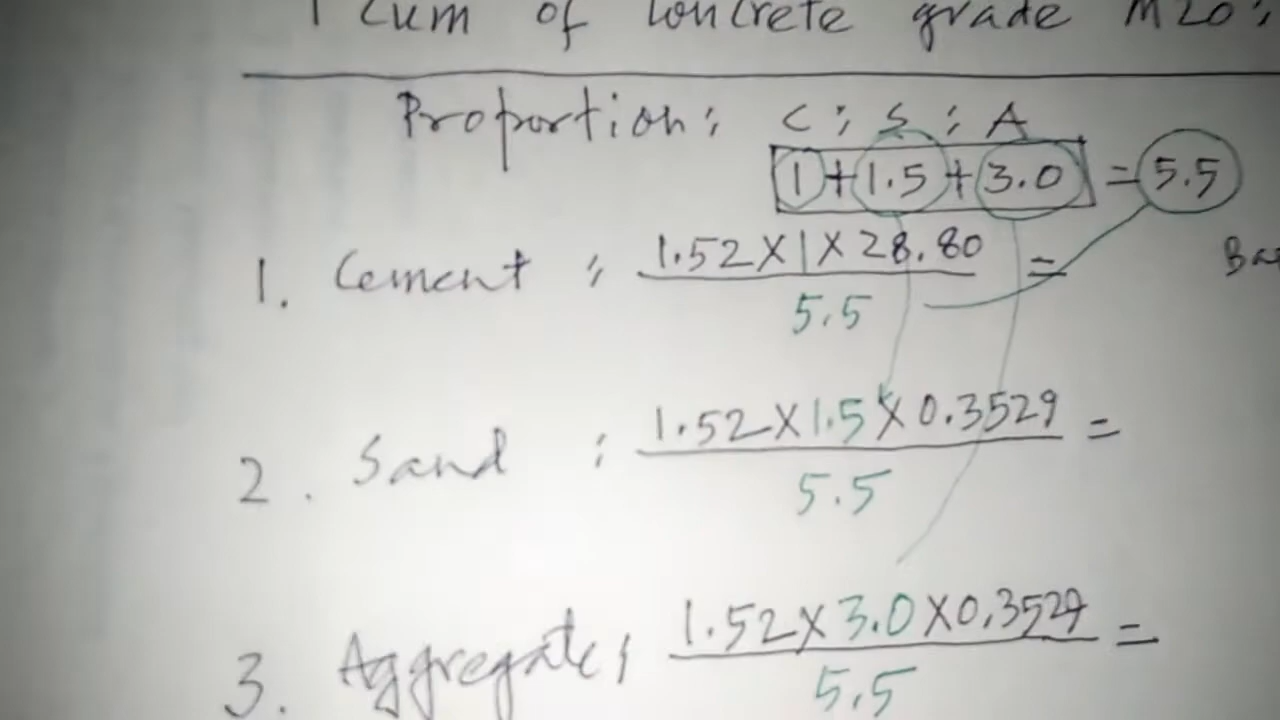 1 Cum of Concrete grade M20:
Proportion: C : S : A
1 + 1.5 + 3.0 = 5.5
1. Cement : 1.52 X 1 X 28.80 =
5.5
2. Sand : 1.52 X 1.5 X 0.3529 =
5.5
3. Aggregate : 1.52 X 3.0 X 0.3529 =
5.5